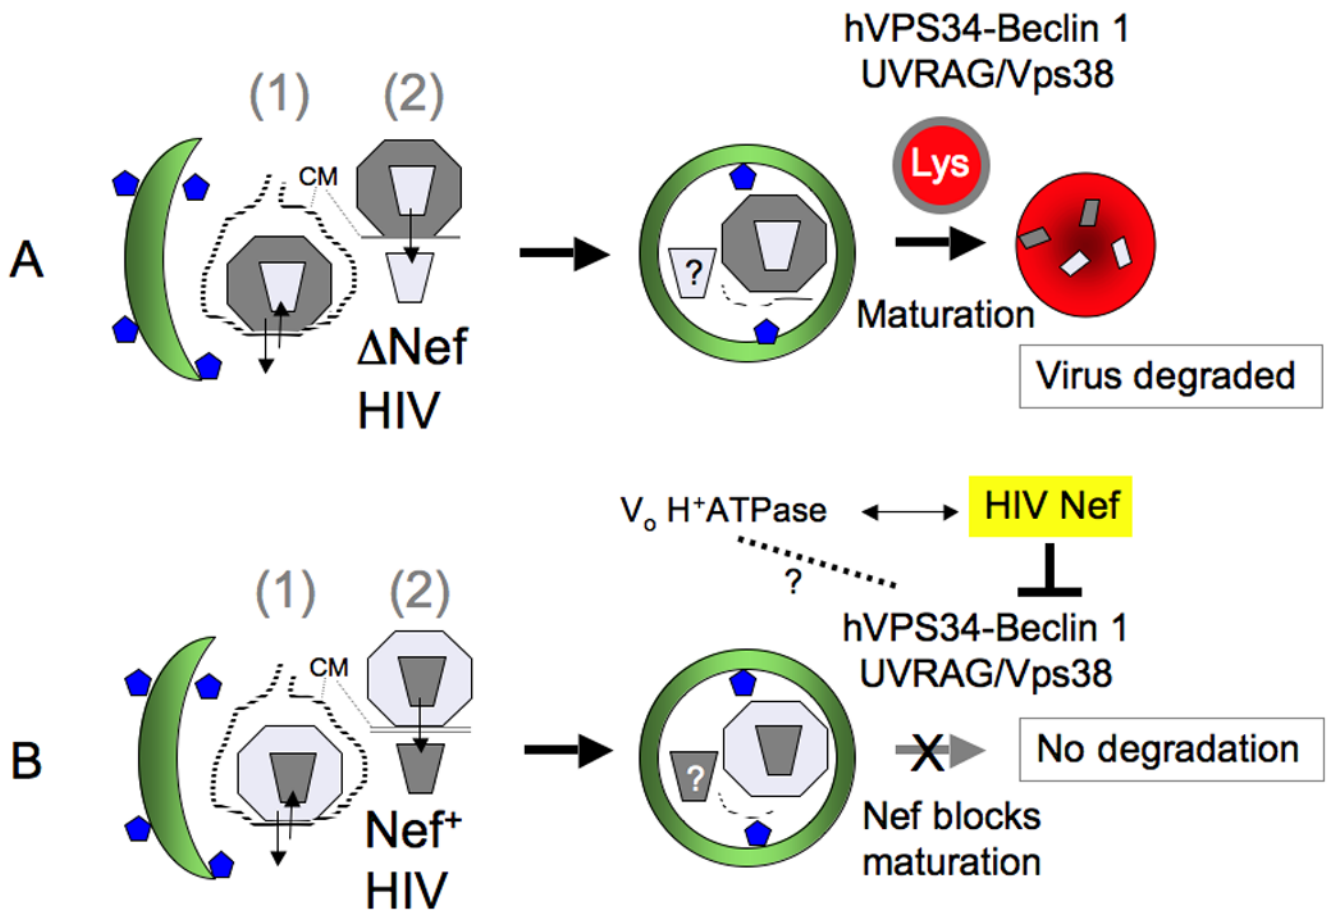 hVPS34-Beclin 1
UVRAG/Vps38
(1)
(2)
CM
Lys
A
?
ΔNef
HIV
Maturation
Virus degraded
Vo H+ATPase
HIV Nef
?
(1)
(2)
hVPS34-Beclin 1
UVRAG/Vps38
CM
B
?
X
No degradation
Nef+
HIV
Nef blocks
maturation